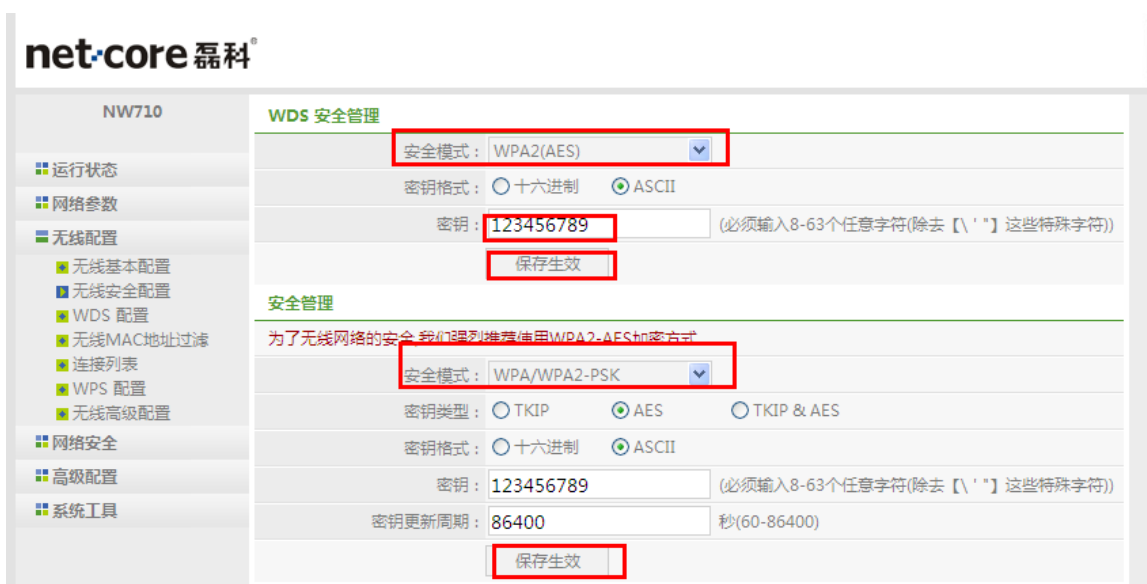 net·core 磊科®
NW710
运行状态
网络参数
无线配置
无线基本配置
无线安全配置
WDS 配置
无线MAC地址过滤
连接列表
WPS 配置
无线高级配置
网络安全
高级配置
系统工具
WDS 安全管理
安全模式: WPA2(AES)
密钥格式: 十六进制 ASCII
密钥: 123456789 (必须输入8-63个任意字符(除去【\ ' "】这些特殊字符))
保存生效
安全管理
为了无线网络的安全,我们强烈推荐使用WPA2-AES加密方式
安全模式: WPA/WPA2-PSK
密钥类型: TKIP AES TKIP & AES
密钥格式: 十六进制 ASCII
密钥: 123456789 (必须输入8-63个任意字符(除去【\ ' "】这些特殊字符))
密钥更新周期: 86400 秒(60-86400)
保存生效